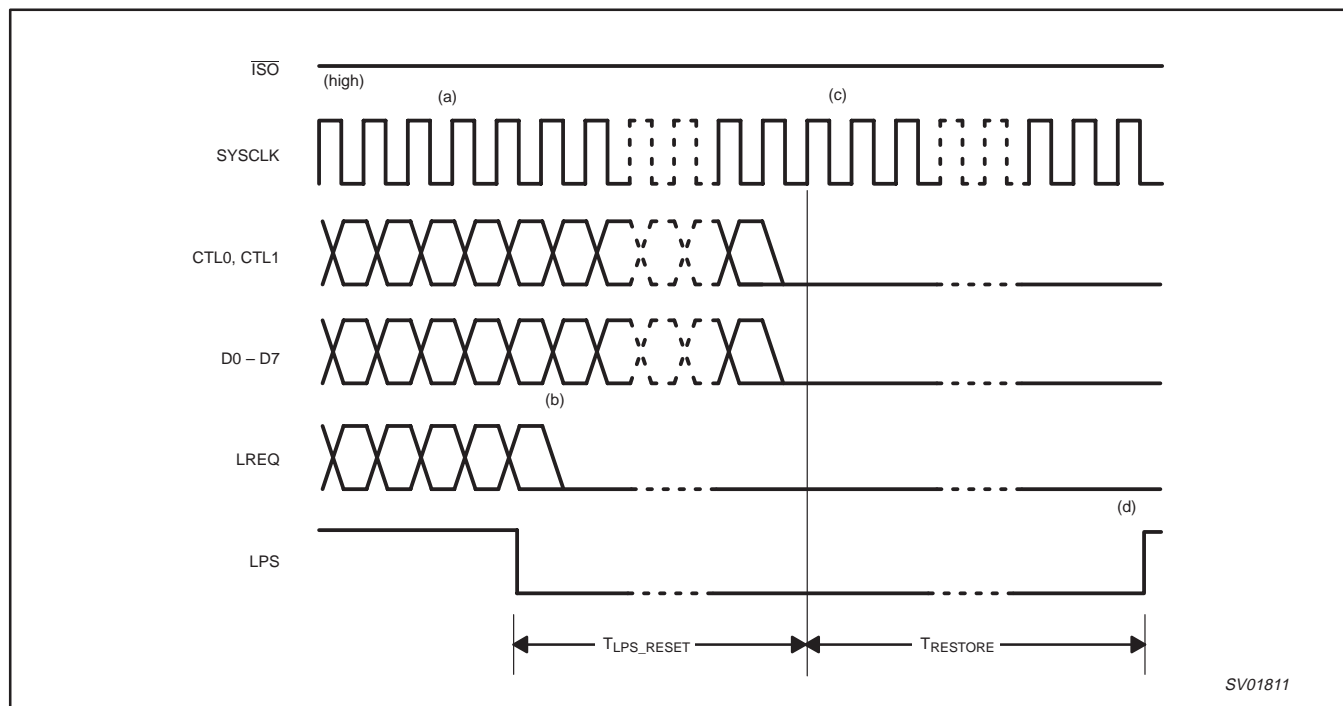 ISO
(high)
(a)
(c)
SYSCLK
CTL0, CTL1
D0 – D7
(b)
LREQ
(d)
LPS
TLPS_RESET
TRESTORE
SV01811